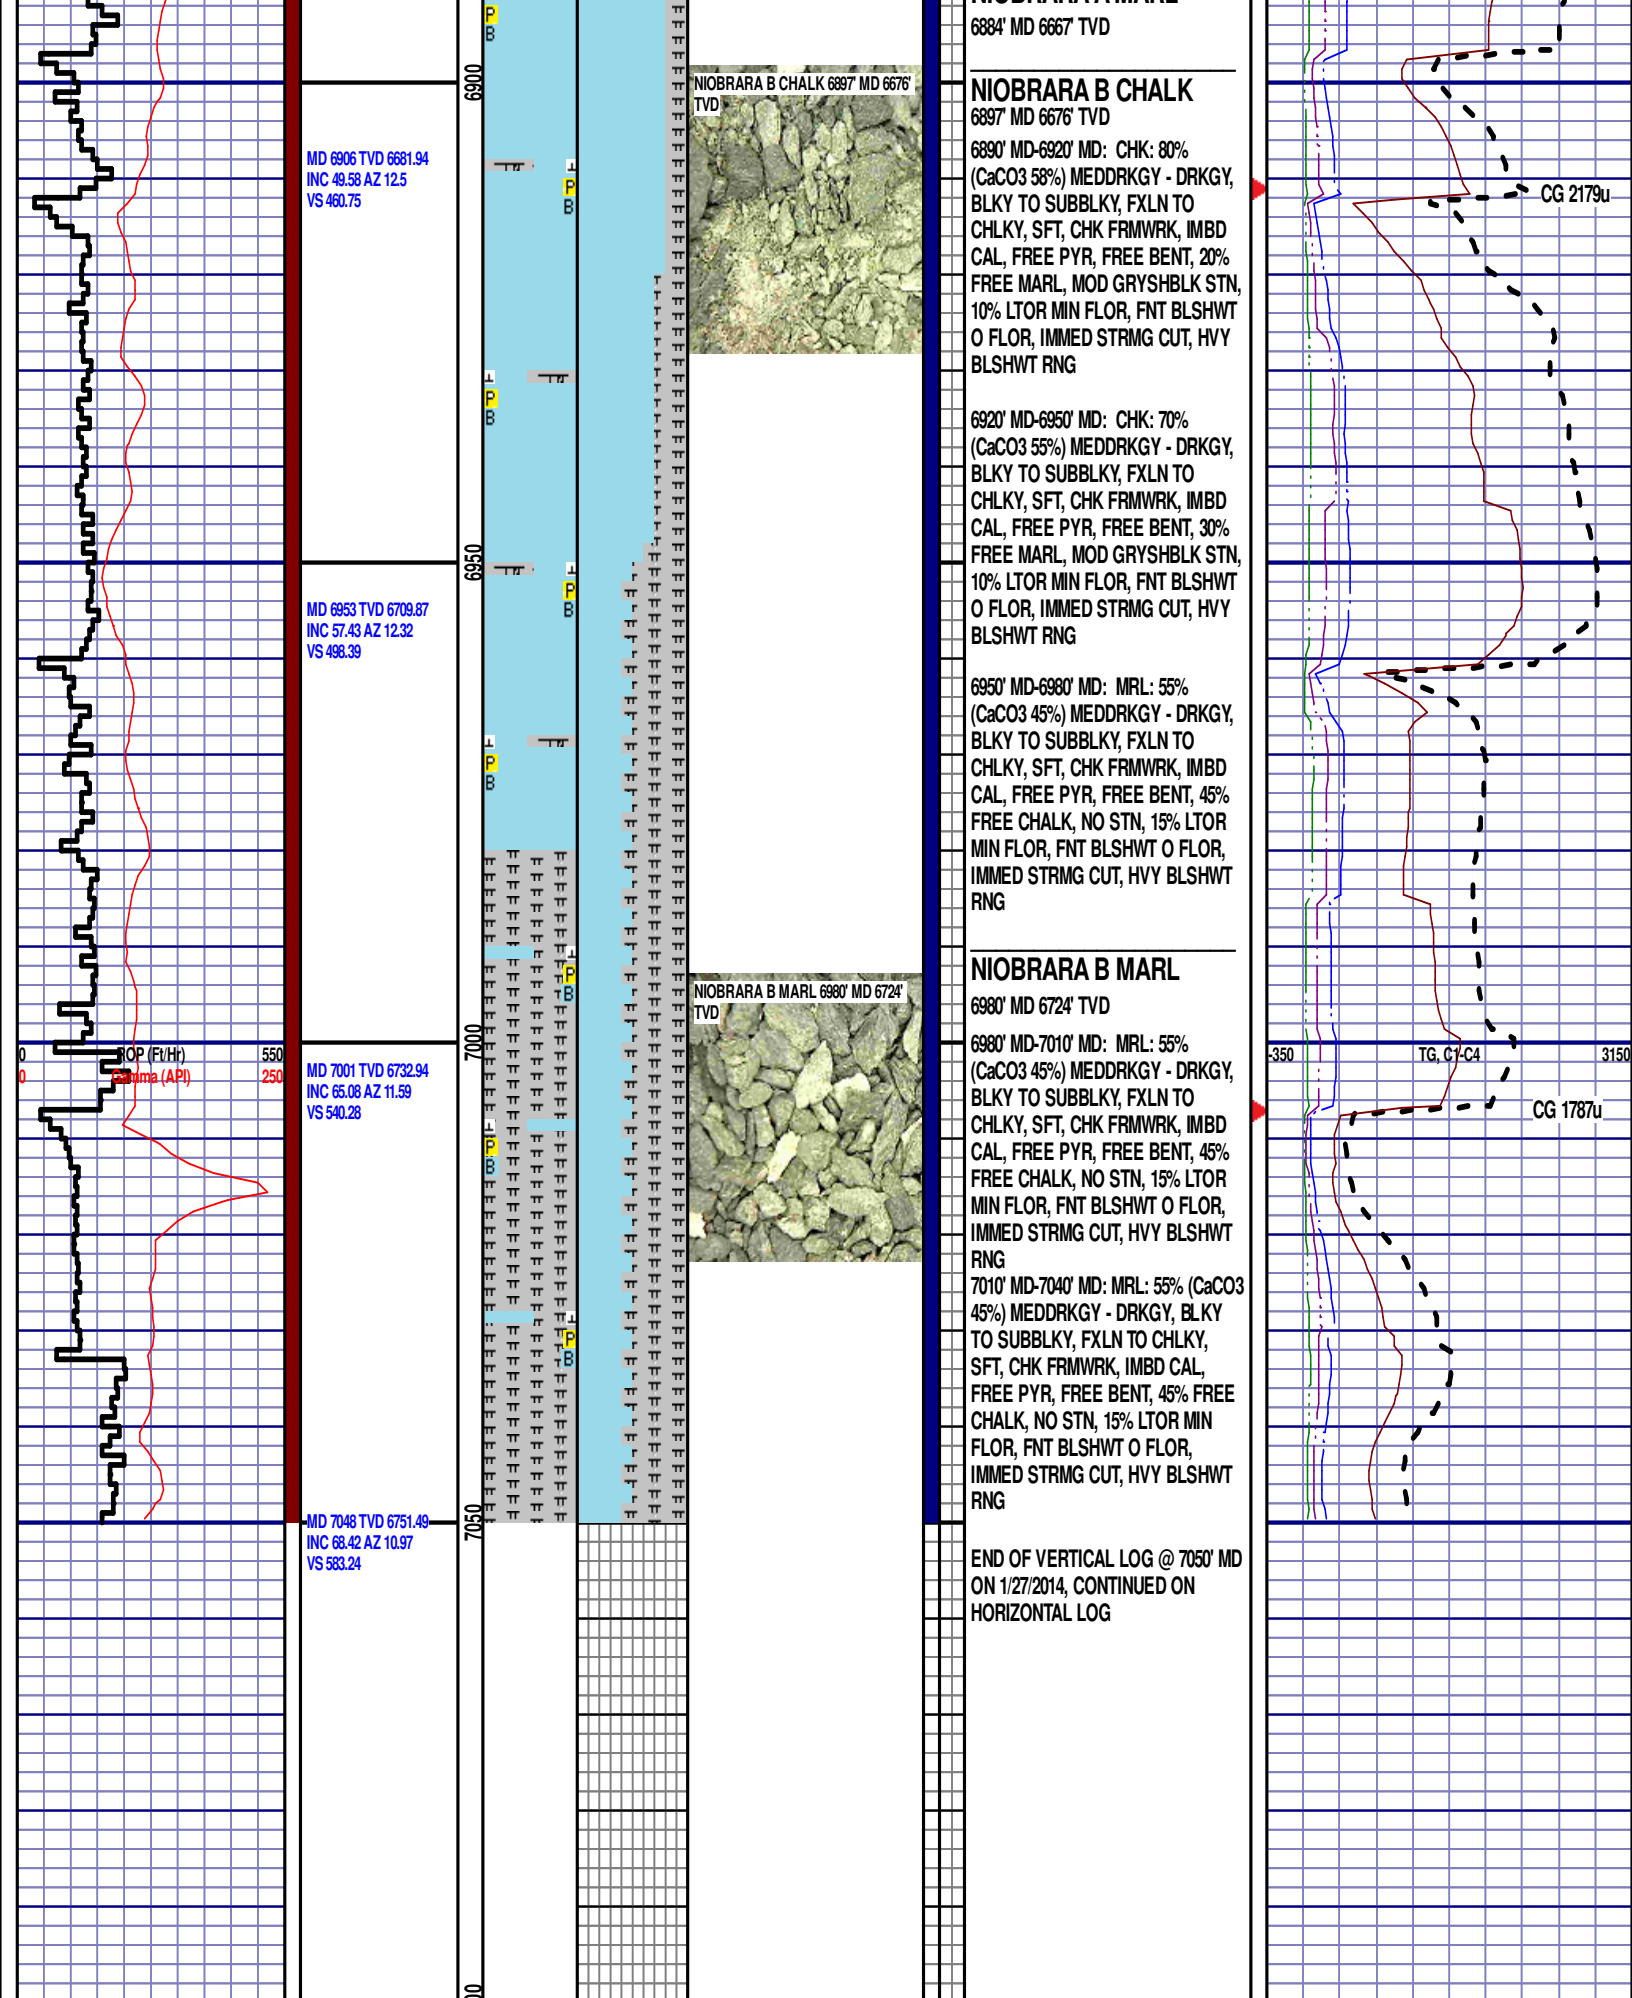 NIOBRARA A MARL
6884' MD 6667' TVD
NIOBRARA B CHALK
6897' MD 6676' TVD
6890' MD-6920' MD:  CHK: 80%
(CaCO3 58%) MEDDRKGY - DRKGY,
BLKY TO SUBBLKY, FXLN TO
CHLKY, SFT, CHK FRMWRK, IMBD
CAL, FREE PYR, FREE BENT, 20%
FREE MARL, MOD GRYSHBLK STN,
10% LTOR MIN FLOR, FNT BLSHWT
O FLOR, IMMED STRMG CUT, HVY
BLSHWT RNG
6920' MD-6950' MD:  CHK: 70%
(CaCO3 55%) MEDDRKGY - DRKGY,
BLKY TO SUBBLKY, FXLN TO
CHLKY, SFT, CHK FRMWRK, IMBD
CAL, FREE PYR, FREE BENT, 30%
FREE MARL, MOD GRYSHBLK STN,
10% LTOR MIN FLOR, FNT BLSHWT
O FLOR, IMMED STRMG CUT, HVY
BLSHWT RNG
6950' MD-6980' MD:  MRL: 55%
(CaCO3 45%) MEDDRKGY - DRKGY,
BLKY TO SUBBLKY, FXLN TO
CHLKY, SFT, CHK FRMWRK, IMBD
CAL, FREE PYR, FREE BENT, 45%
FREE CHALK, NO STN, 15% LTOR
MIN FLOR, FNT BLSHWT O FLOR,
IMMED STRMG CUT, HVY BLSHWT
RNG
NIOBRARA B MARL
6980' MD 6724' TVD
6980' MD-7010' MD:  MRL: 55%
(CaCO3 45%) MEDDRKGY - DRKGY,
BLKY TO SUBBLKY, FXLN TO
CHLKY, SFT, CHK FRMWRK, IMBD
CAL, FREE PYR, FREE BENT, 45%
FREE CHALK, NO STN, 15% LTOR
MIN FLOR, FNT BLSHWT O FLOR,
IMMED STRMG CUT, HVY BLSHWT
RNG
7010' MD-7040' MD: MRL: 55% (CaCO3
45%) MEDDRKGY - DRKGY, BLKY
TO SUBBLKY, FXLN TO CHLKY,
SFT, CHK FRMWRK, IMBD CAL,
FREE PYR, FREE BENT, 45% FREE
CHALK, NO STN, 15% LTOR MIN
FLOR, FNT BLSHWT O FLOR,
IMMED STRMG CUT, HVY BLSHWT
RNG
END OF VERTICAL LOG @ 7050' MD
ON 1/27/2014, CONTINUED ON
HORIZONTAL LOG
MD 6906 TVD 6681.94
INC 49.58 AZ 12.5
VS 460.75
MD 6953 TVD 6709.87
INC 57.43 AZ 12.32
VS 498.39
MD 7001 TVD 6732.94
INC 65.08 AZ 11.59
VS 540.28
MD 7048 TVD 6751.49
INC 68.42 AZ 10.97
VS 583.24
0 ROP (Ft/Hr) 550
0 Gamma (API) 250
6900
6950
7000
7050
P
B
P
B
P
B
P
B
P
B
P
B
P
B
P
B
NIOBRARA B CHALK 6897' MD 6676'
TVD
NIOBRARA B MARL 6980' MD 6724'
TVD
CG 2179u
-350 TG, C1-C4 3150
CG 1787u